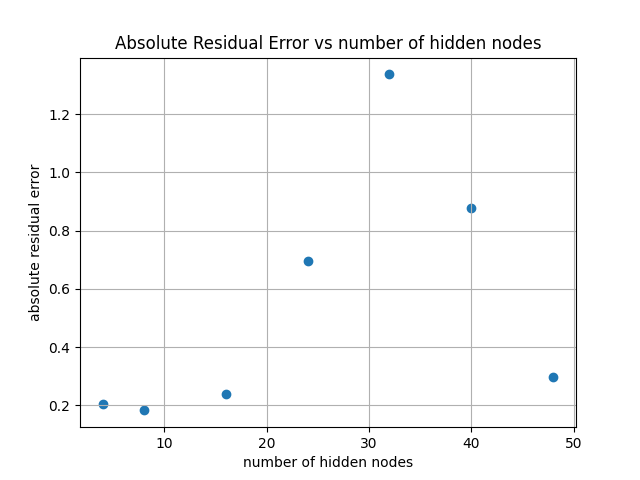 Absolute Residual Error vs number of hidden nodes
absolute residual error
1.2
1.0
0.8
0.6
0.4
0.2
10 20 30 40 50
number of hidden nodes